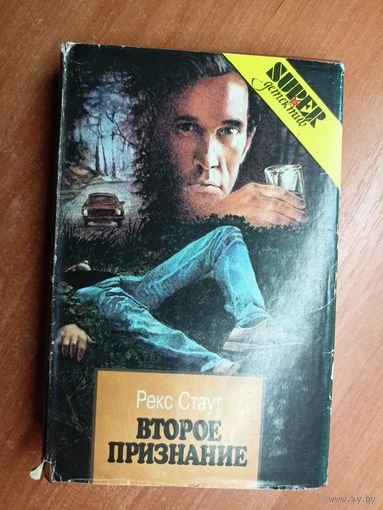 SUPER
детектив
Рекс Стаут
ВТОРОЕ
ПРИЗНАНИЕ
www.ay.by